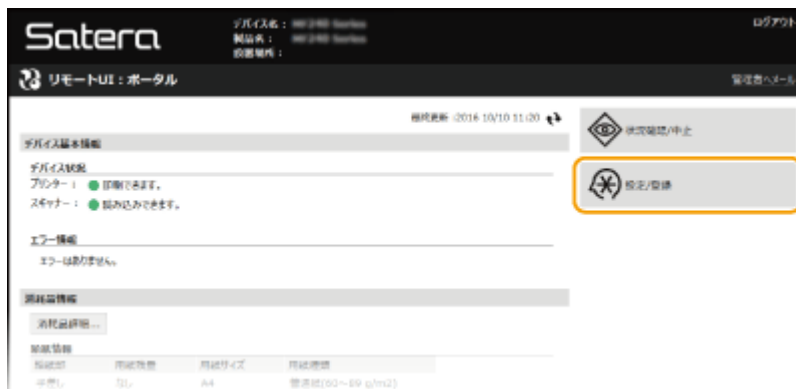 Satera
デバイス名 :
製品名 :
設置場所 :
ログアウト
リモートUI : ポータル
管理者へメール
最終更新 :2016 10/10 11:20
デバイス基本情報
デバイス状況
プリンター : 印刷できます。
スキャナー : 読み込みできます。
エラー情報
エラーはありません。
消耗品情報
消耗品詳細...
給紙情報
給紙部 用紙残量 用紙サイズ 用紙種類
手差し なし A4 普通紙(60～89 g/m2)
状況確認/中止
設定/登録